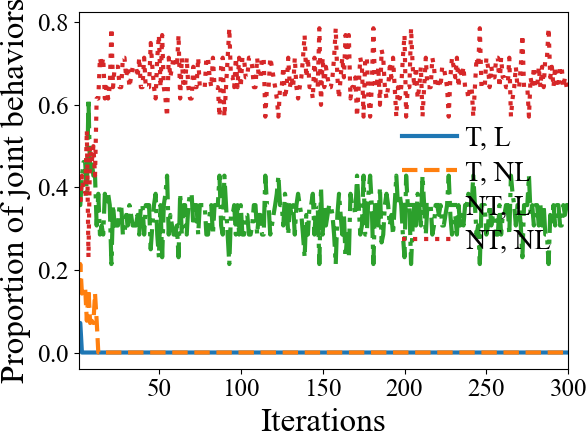 Proportion of joint behaviors
0.8
0.6
0.4
0.2
0.0
T, L
T, NL
NT, L
NT, NL
50
100
150
200
250
300
Iterations